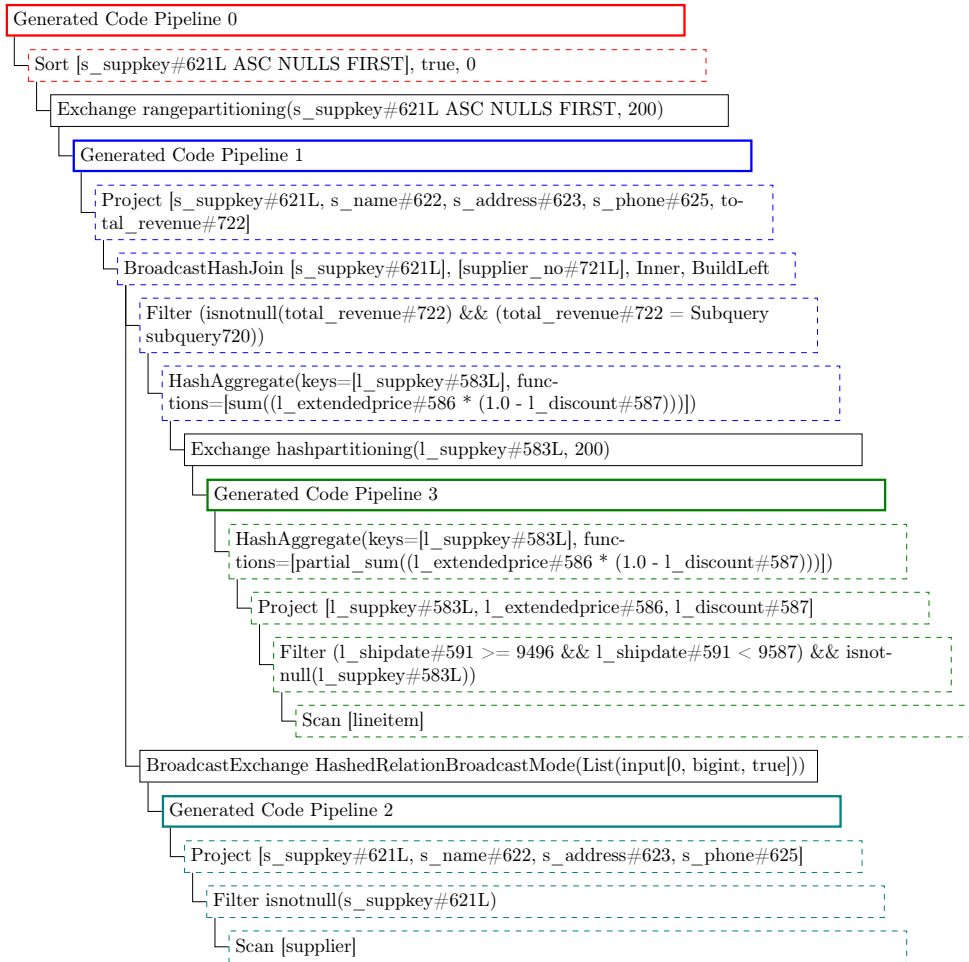 Generated Code Pipeline 0
Sort [s_suppkey#621L ASC NULLS FIRST], true, 0
Exchange rangepartitioning(s_suppkey#621L ASC NULLS FIRST, 200)
Generated Code Pipeline 1
Project [s_suppkey#621L, s_name#622, s_address#623, s_phone#625, to-
tal_revenue#722]
BroadcastHashJoin [s_suppkey#621L], [supplier_no#721L], Inner, BuildLeft
Filter (isnotnull(total_revenue#722) && (total_revenue#722 = Subquery
subquery720))
HashAggregate(keys=[l_suppkey#583L], func-
tions=[sum((l_extendedprice#586 * (1.0 - l_discount#587)))])
Exchange hashpartitioning(l_suppkey#583L, 200)
Generated Code Pipeline 3
HashAggregate(keys=[l_suppkey#583L], func-
tions=[partial_sum((l_extendedprice#586 * (1.0 - l_discount#587)))])
Project [l_suppkey#583L, l_extendedprice#586, l_discount#587]
Filter (l_shipdate#591 >= 9496 && l_shipdate#591 < 9587) && isnot-
null(l_suppkey#583L))
Scan [lineitem]
BroadcastExchange HashedRelationBroadcastMode(List(input[0, bigint, true]))
Generated Code Pipeline 2
Project [s_suppkey#621L, s_name#622, s_address#623, s_phone#625]
Filter isnotnull(s_suppkey#621L)
Scan [supplier]